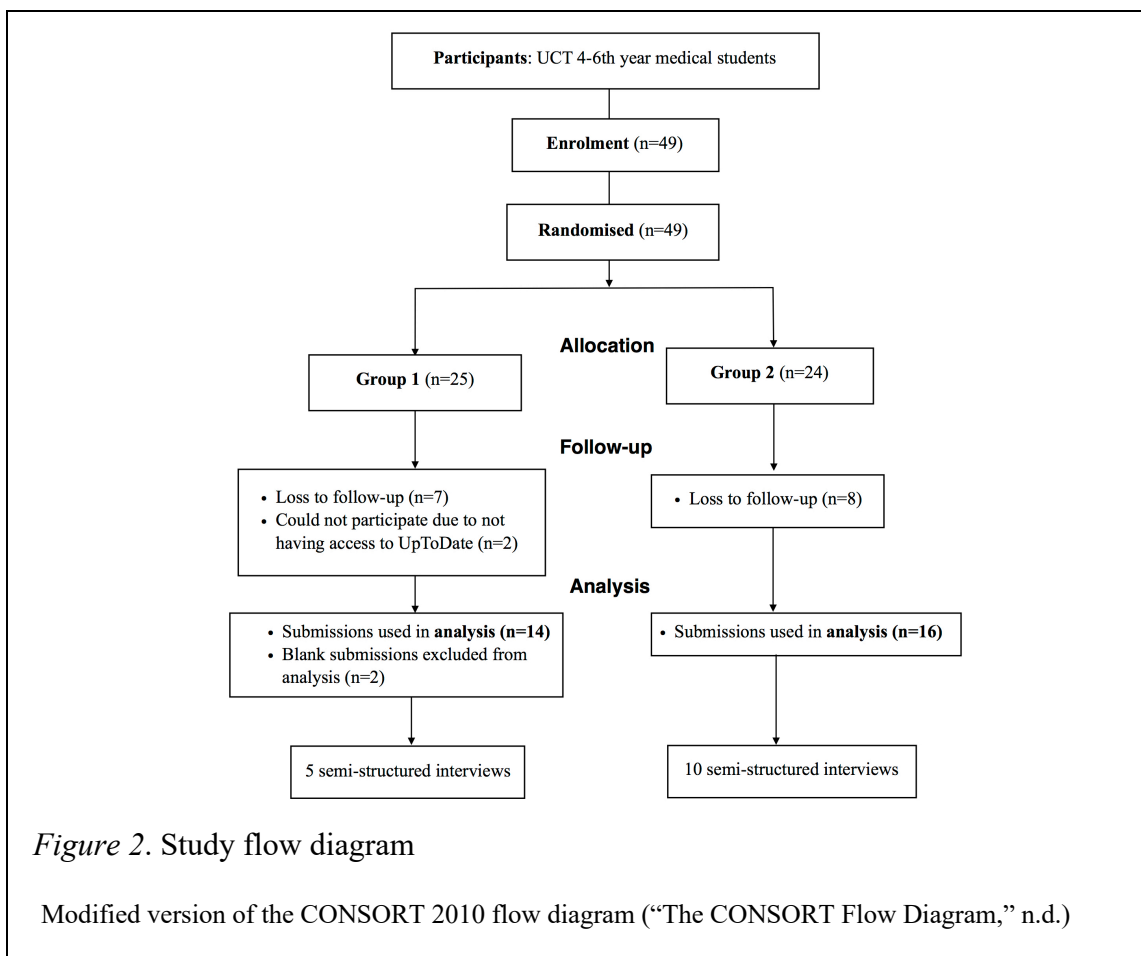 Participants: UCT 4-6th year medical students
Enrolment (n=49)
Randomised (n=49)
Allocation
Group 1 (n=25)
Group 2 (n=24)
Follow-up
• Loss to follow-up (n=7)
• Could not participate due to not
having access to UpToDate (n=2)
• Loss to follow-up (n=8)
Analysis
• Submissions used in analysis (n=14)
• Blank submissions excluded from
analysis (n=2)
• Submissions used in analysis (n=16)
5 semi-structured interviews
10 semi-structured interviews
Figure 2. Study flow diagram
Modified version of the CONSORT 2010 flow diagram (“The CONSORT Flow Diagram,” n.d.)